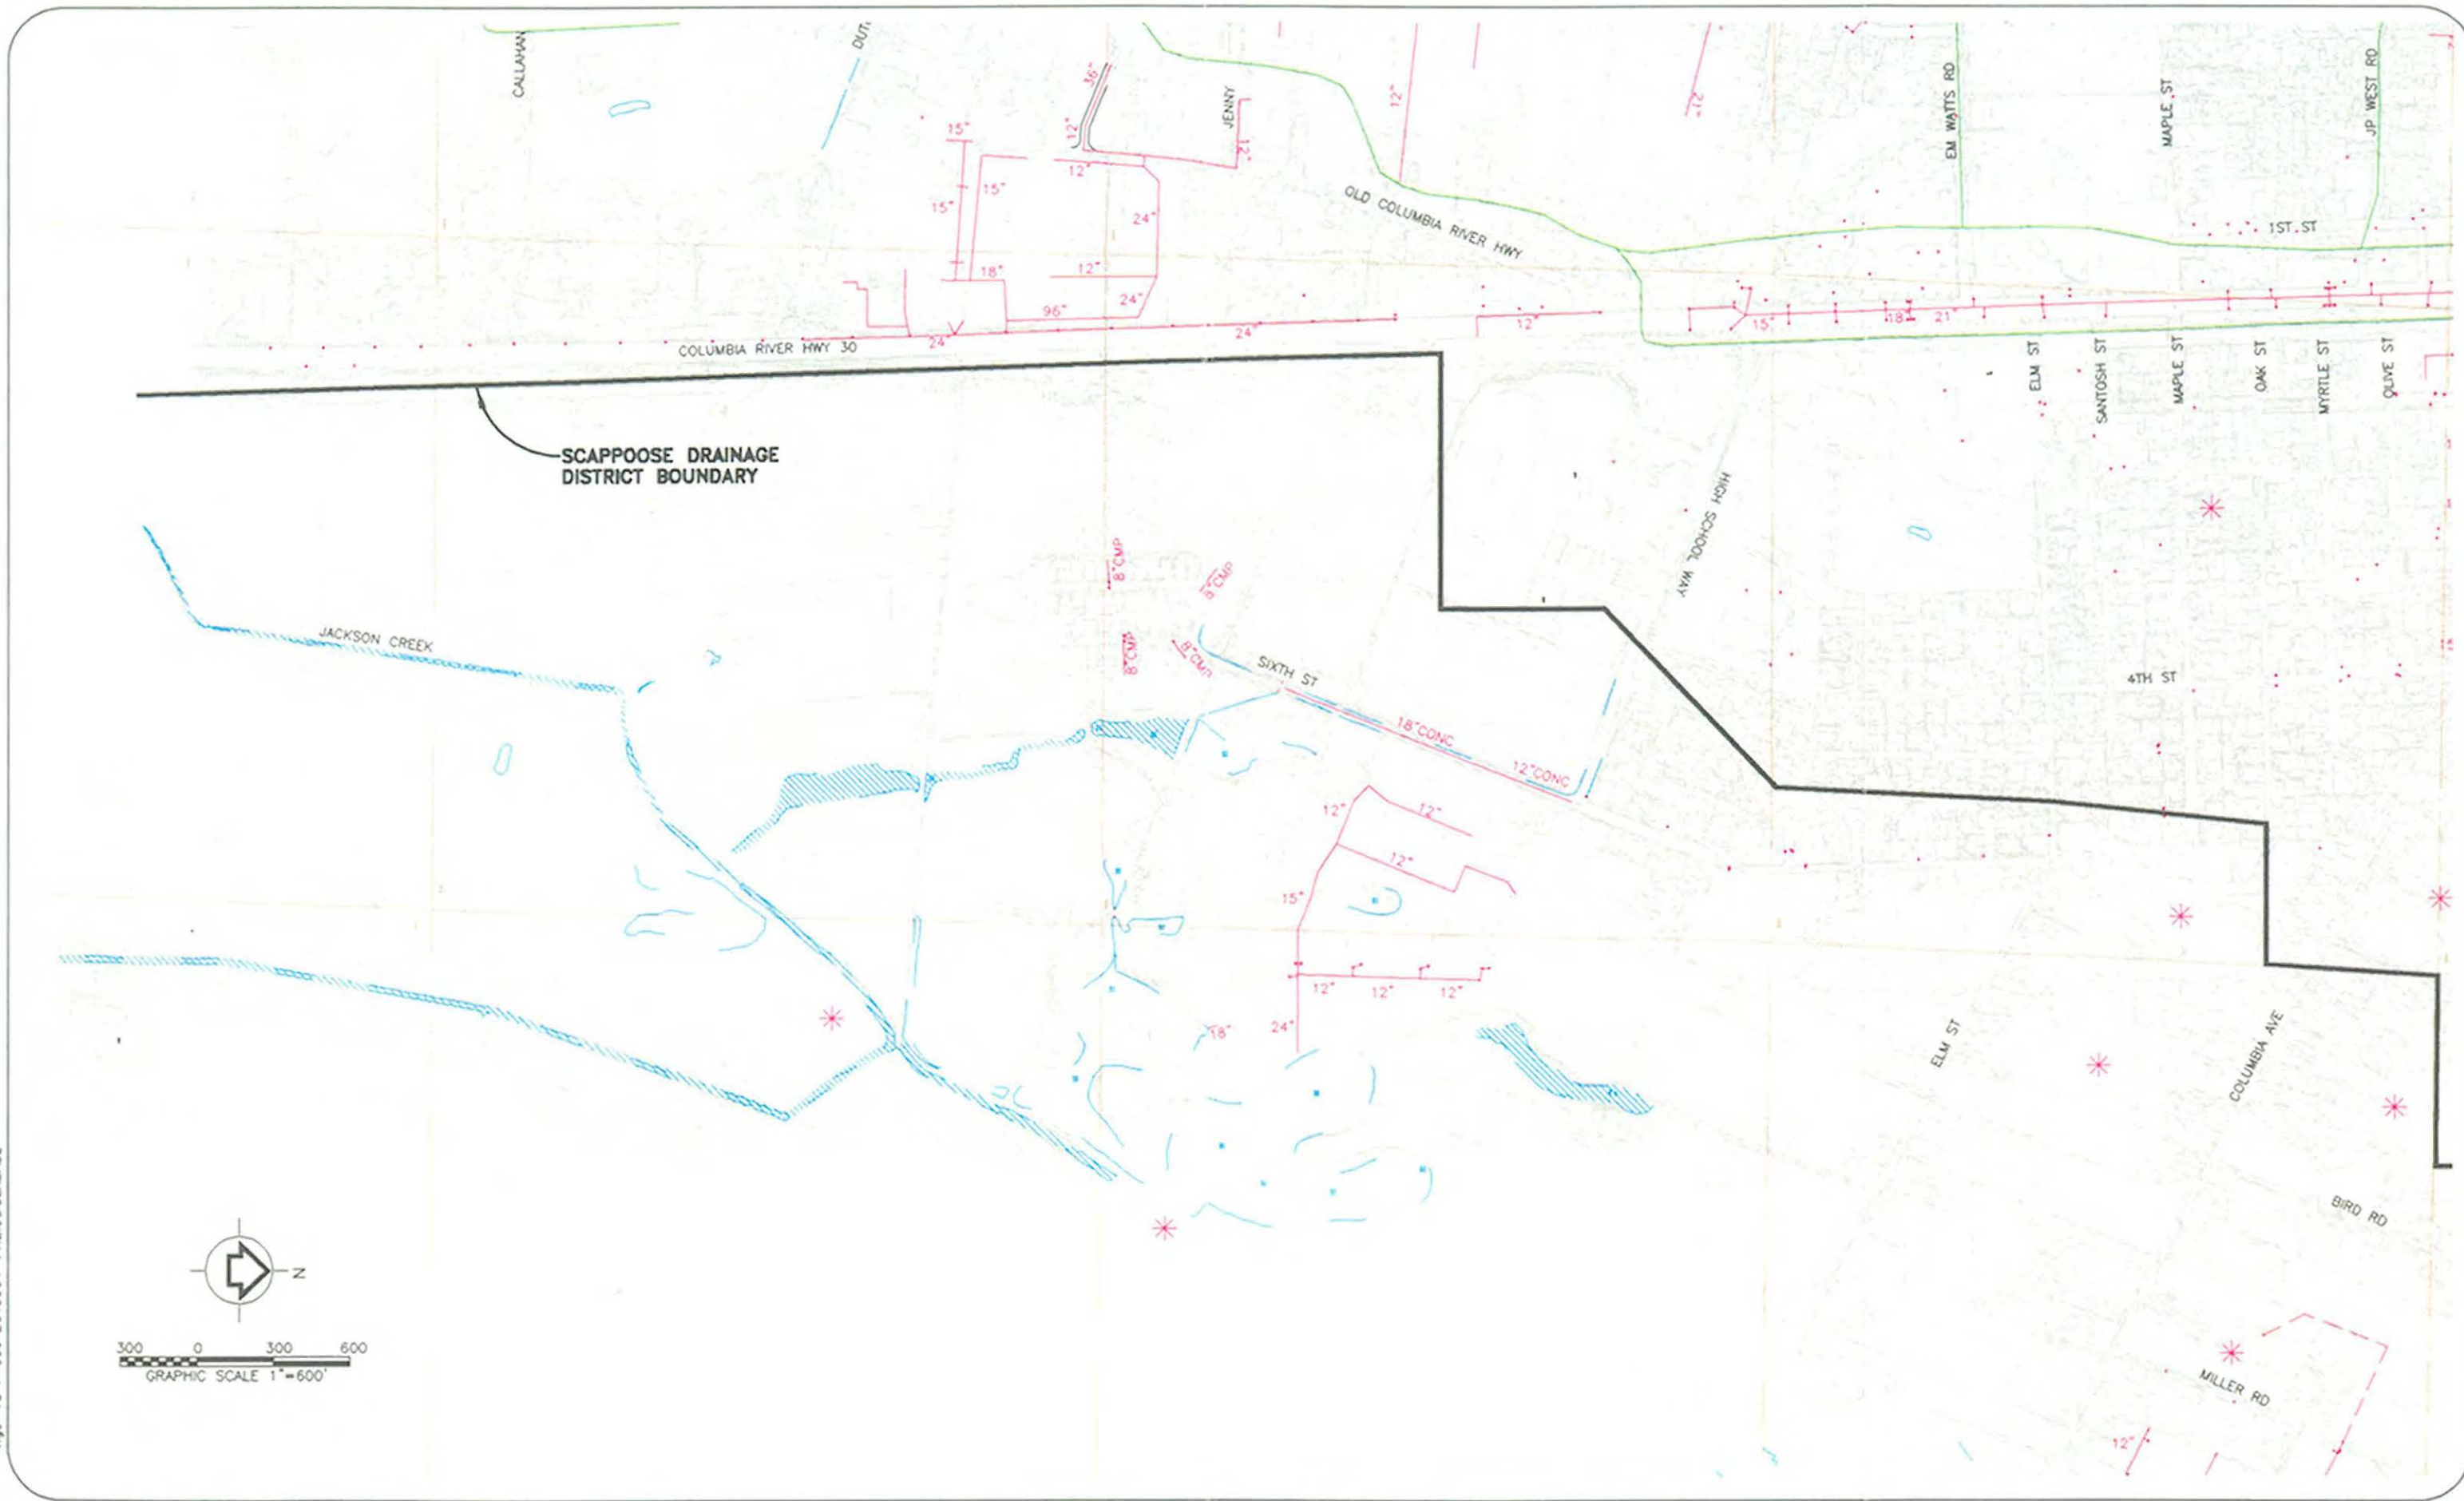 CALLAHAN
36"
12"
JENNY
12"
12"
21"
EM WATTS RD
MAPLE ST
JP WEST RD
15"
15"
15"
12"
24"
18"
12"
24"
96"
OLD COLUMBIA RIVER HWY
1ST ST
COLUMBIA RIVER HWY 30
24"
24"
12"
15"
18"
21"
ELM ST
SANTOSH ST
MAPLE ST
OAK ST
MYRTLE ST
OLIVE ST
SCAPPOOSE DRAINAGE
DISTRICT BOUNDARY
HIGH SCHOOL WAY
8"CMP
8"CMP
8"CMP
8"CMP
JACKSON CREEK
SIXTH ST
4TH ST
18"CONC
12"CONC
12"
12"
12"
15"
12"
12"
12"
18"
24"
ELM ST
COLUMBIA AVE
BIRD RD
MILLER RD
12"
N
300 0 300 600
GRAPHIC SCALE 1"=600'